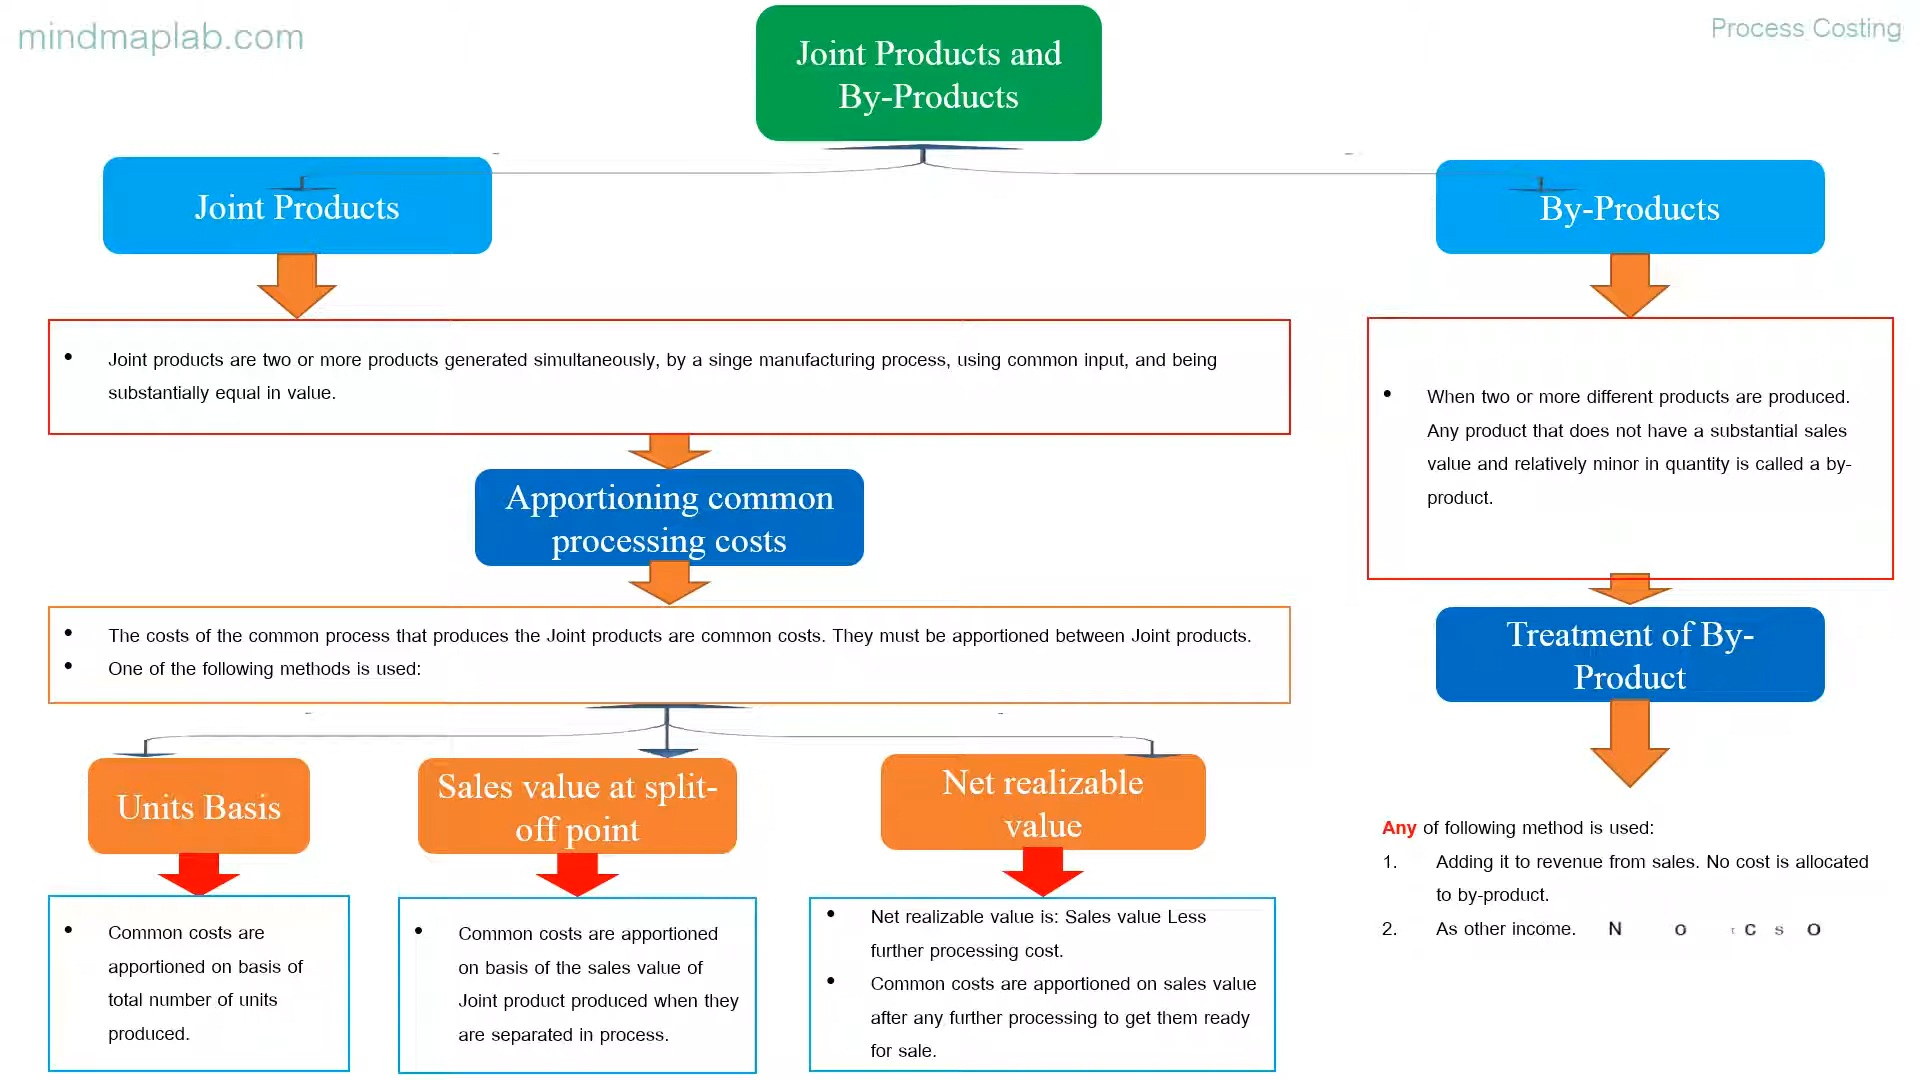 mindmaplab.com
Process Costing
Joint Products and
By-Products
Joint Products
By-Products
Joint products are two or more products generated simultaneously, by a singe manufacturing process, using common input, and being
substantially equal in value.
Apportioning common
processing costs
The costs of the common process that produces the Joint products are common costs. They must be apportioned between Joint products.
One of the following methods is used:
Units Basis
Common costs are
apportioned on basis of
total number of units
produced.
Sales value at split-
off point
Common costs are apportioned
on basis of the sales value of
Joint product produced when they
are separated in process.
Net realizable
value
Net realizable value is: Sales value Less
further processing cost.
Common costs are apportioned on sales value
after any further processing to get them ready
for sale.
When two or more different products are produced.
Any product that does not have a substantial sales
value and relatively minor in quantity is called a by-
product.
Treatment of By-
Product
Any of following method is used:
1. Adding it to revenue from sales. No cost is allocated
to by-product.
2. As other income.